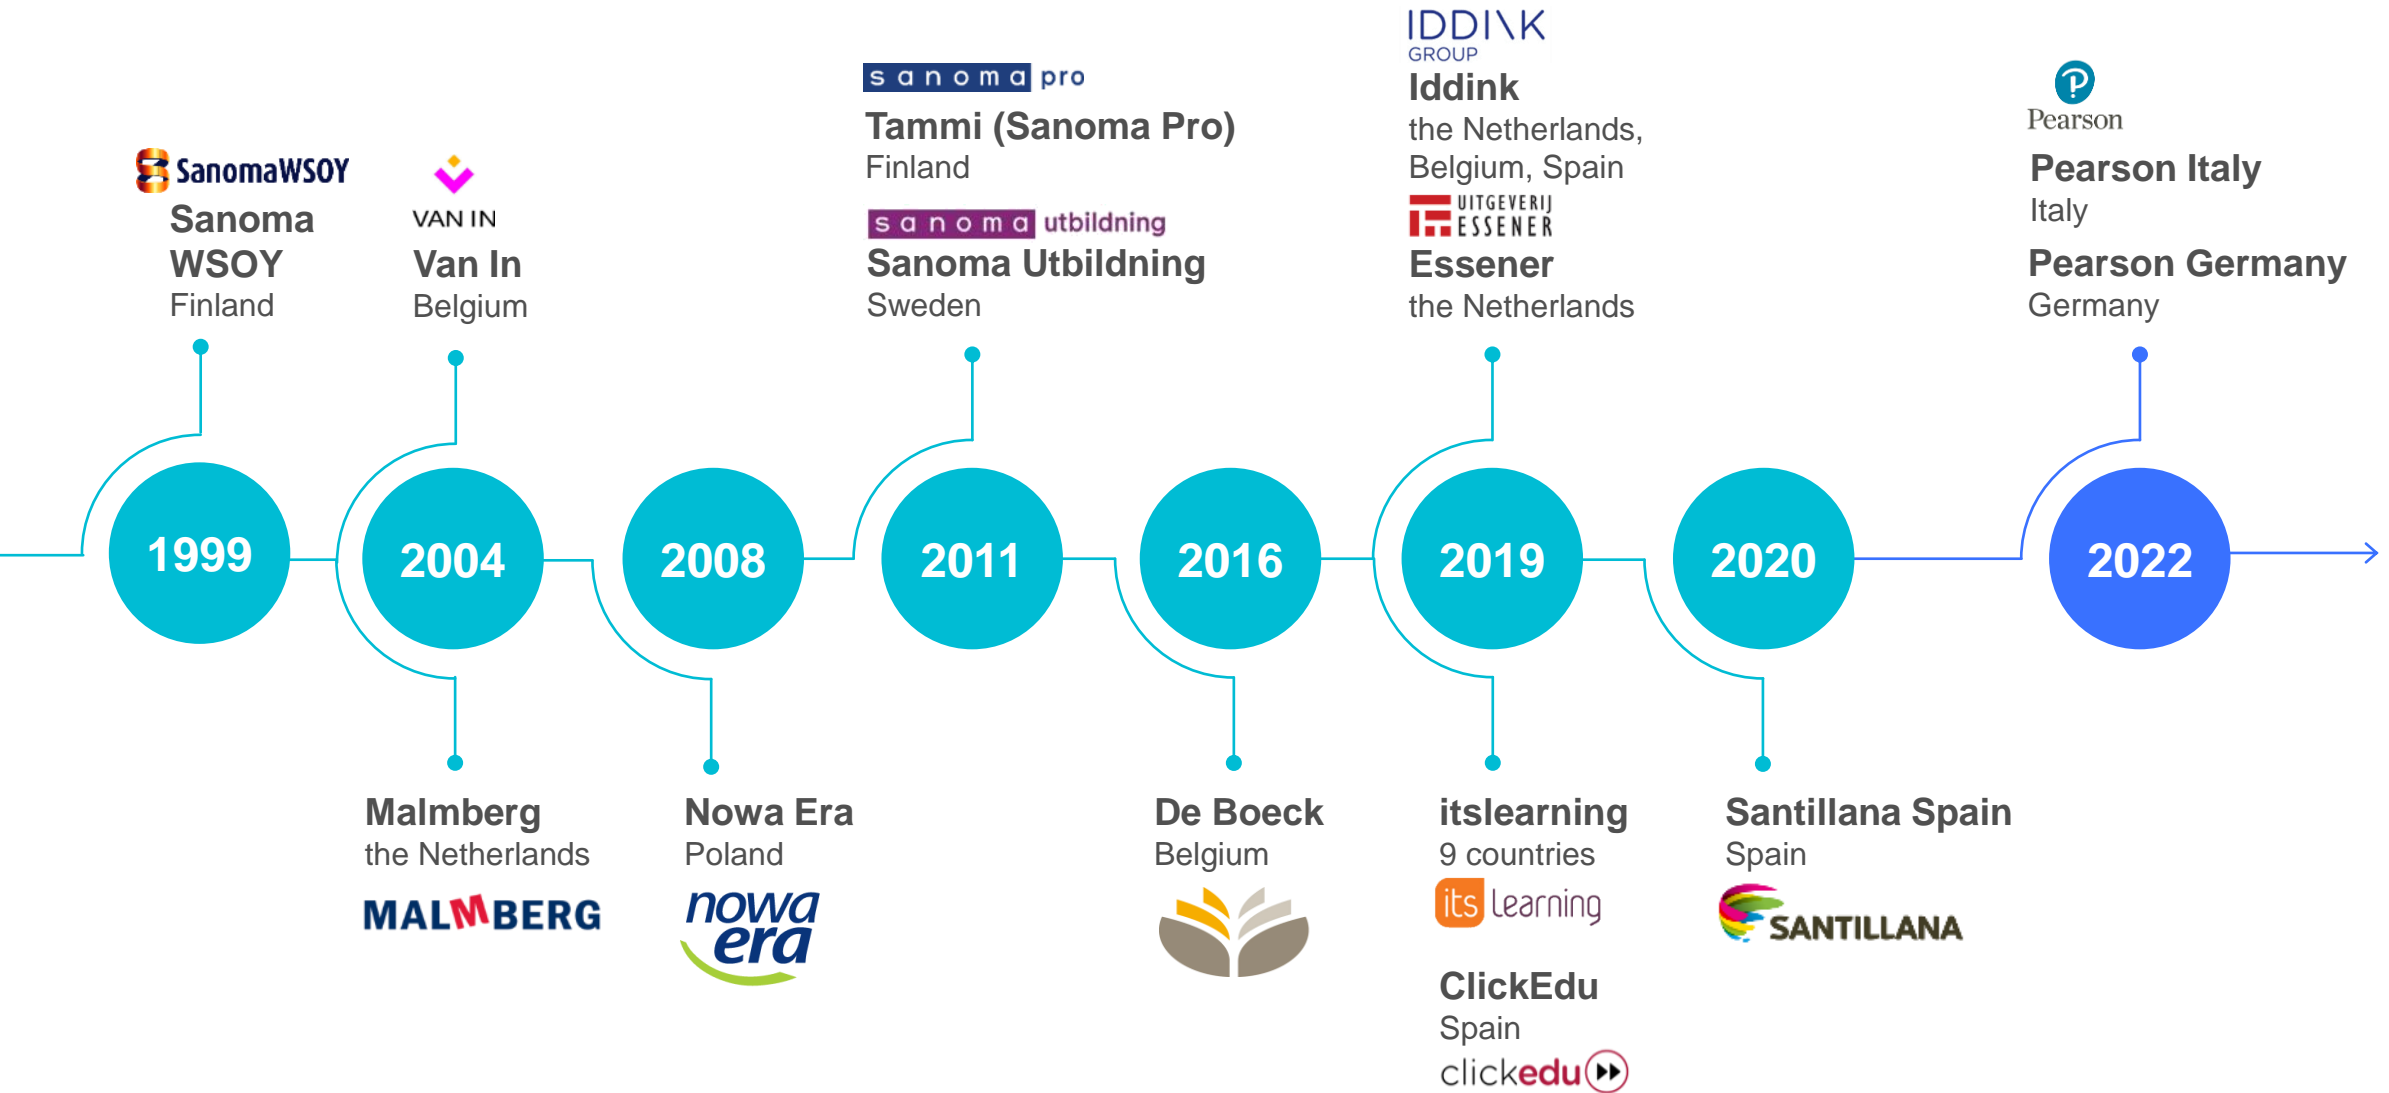 SanomaWSOY
Sanoma
WSOY
Finland
VAN IN
Van In
Belgium
sanoma pro
Tammi (Sanoma Pro)
Finland
sanoma utbildning
Sanoma Utbildning
Sweden
IDDINK
GROUP
Iddink
the Netherlands,
Belgium, Spain
UITGEVERIJ
ESSENER
Essener
the Netherlands
Pearson
Pearson Italy
Italy
Pearson Germany
Germany
1999
2004
2008
2011
2016
2019
2020
2022
Malmberg
the Netherlands
MALMBERG
Nowa Era
Poland
nowa
era
De Boeck
Belgium
itslearning
9 countries
its learning
ClickEdu
Spain
clickedu
Santillana Spain
Spain
SANTILLANA